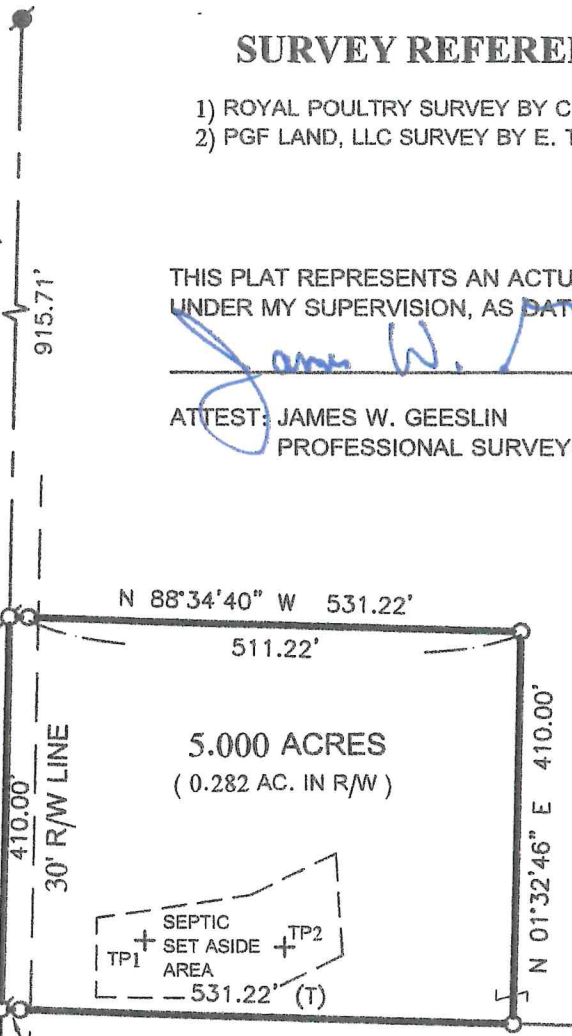 SURVEY REFERE
1) ROYAL POULTRY SURVEY BY C
2) PGF LAND, LLC SURVEY BY E. T
915.71'
THIS PLAT REPRESENTS AN ACTU
UNDER MY SUPERVISION, AS DAT
James W.
ATTEST: JAMES W. GEESLIN
PROFESSIONAL SURVEY
N 88°34'40" W 531.22'
511.22'
5.000 ACRES
( 0.282 AC. IN R/W )
410.00'
30' R/W LINE
N 01°32'46" E 410.00'
SEPTIC
SET ASIDE
AREA
TP1
TP2
531.22' (T)